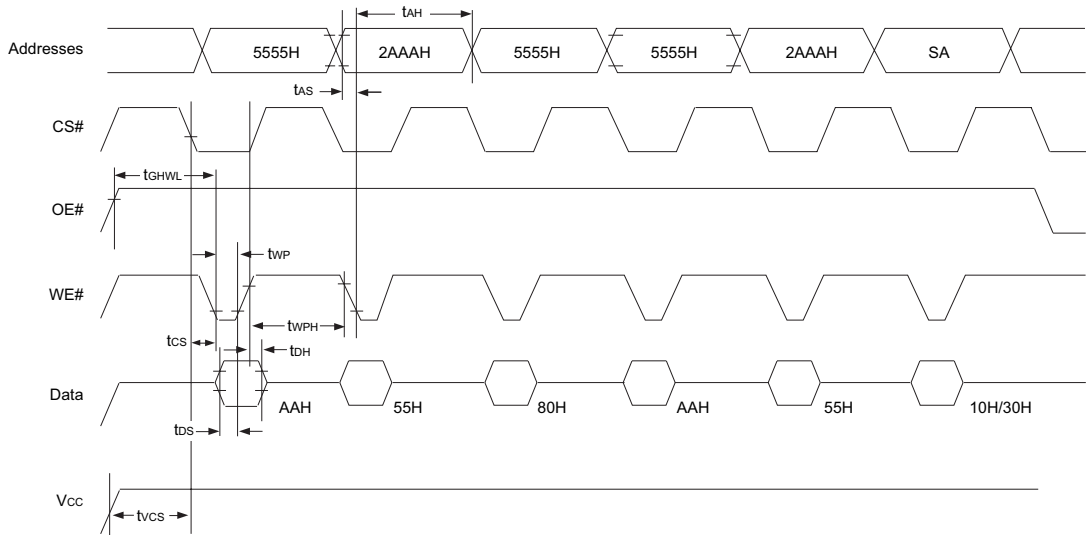 tAH
Addresses 5555H 2AAAH 5555H 5555H 2AAAH SA
tAS
CS#
tGHWL
OE#
tWP
WE#
tCS tWPH
tDH
Data AAH 55H 80H AAH 55H 10H/30H
tDS
VCC
tVCS